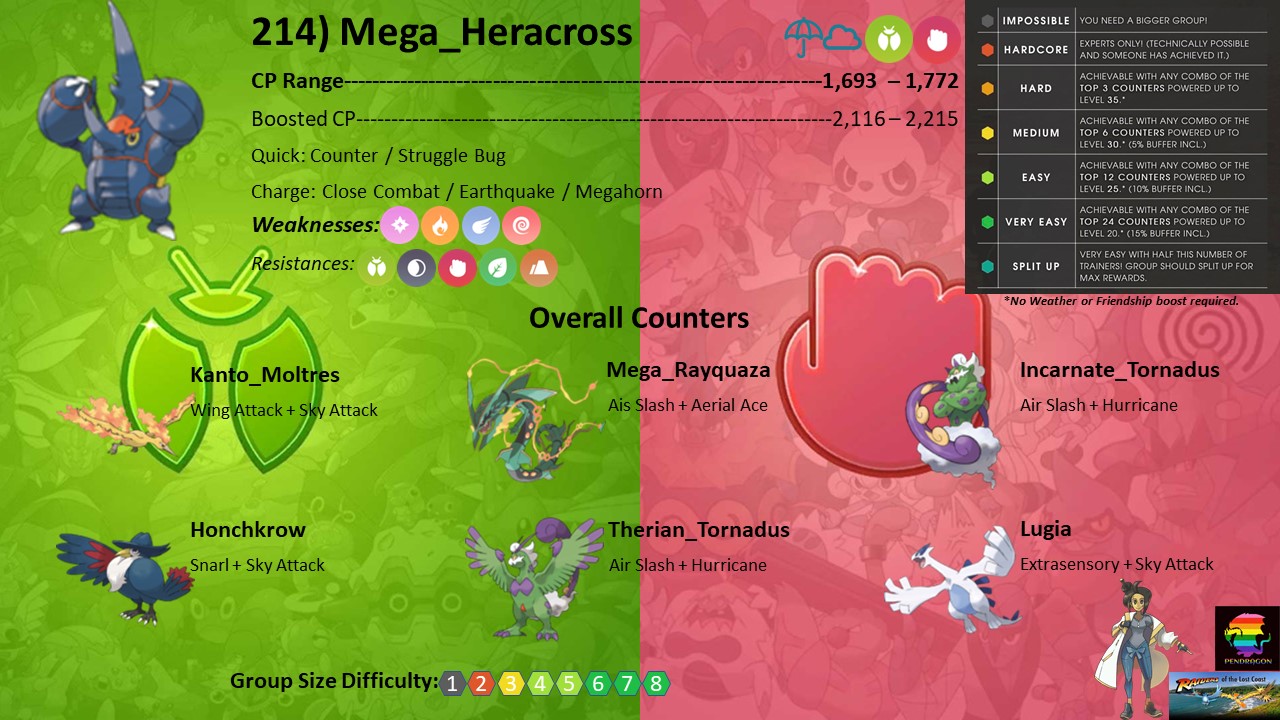 214) Mega_Heracross
CP Range----------------------------------------------------------------------1,693 – 1,772
Boosted CP----------------------------------------------------------------------2,116 – 2,215
Quick: Counter / Struggle Bug
Charge: Close Combat / Earthquake / Megahorn
Weaknesses:
Resistances:
IMPOSSIBLE YOU NEED A BIGGER GROUP!
HARDCORE EXPERTS ONLY! (TECHNICALLY POSSIBLE
AND SOMEONE HAS ACHIEVED IT.)
HARD ACHIEVABLE WITH ANY COMBO OF THE
TOP 3 COUNTERS POWERED UP TO
LEVEL 35.*
MEDIUM ACHIEVABLE WITH ANY COMBO OF THE
TOP 6 COUNTERS POWERED UP TO
LEVEL 30.* (5% BUFFER INCL.)
EASY ACHIEVABLE WITH ANY COMBO OF THE
TOP 12 COUNTERS POWERED UP TO
LEVEL 25.* (10% BUFFER INCL.)
VERY EASY ACHIEVABLE WITH ANY COMBO OF THE
TOP 24 COUNTERS POWERED UP TO
LEVEL 20.* (15% BUFFER INCL.)
SPLIT UP VERY EASY WITH HALF THIS NUMBER OF
TRAINERS! GROUP SHOULD SPLIT UP FOR
MAX REWARDS.
*No Weather or Friendship boost required.
Overall Counters
Kanto_Moltres
Wing Attack + Sky Attack
Mega_Rayquaza
Ais Slash + Aerial Ace
Incarnate_Tornadus
Air Slash + Hurricane
Honchkrow
Snarl + Sky Attack
Therian_Tornadus
Air Slash + Hurricane
Lugia
Extrasensory + Sky Attack
Group Size Difficulty: 1 2 3 4 5 6 7 8
PENDRAGON
RAIDERS of the Lost Coast